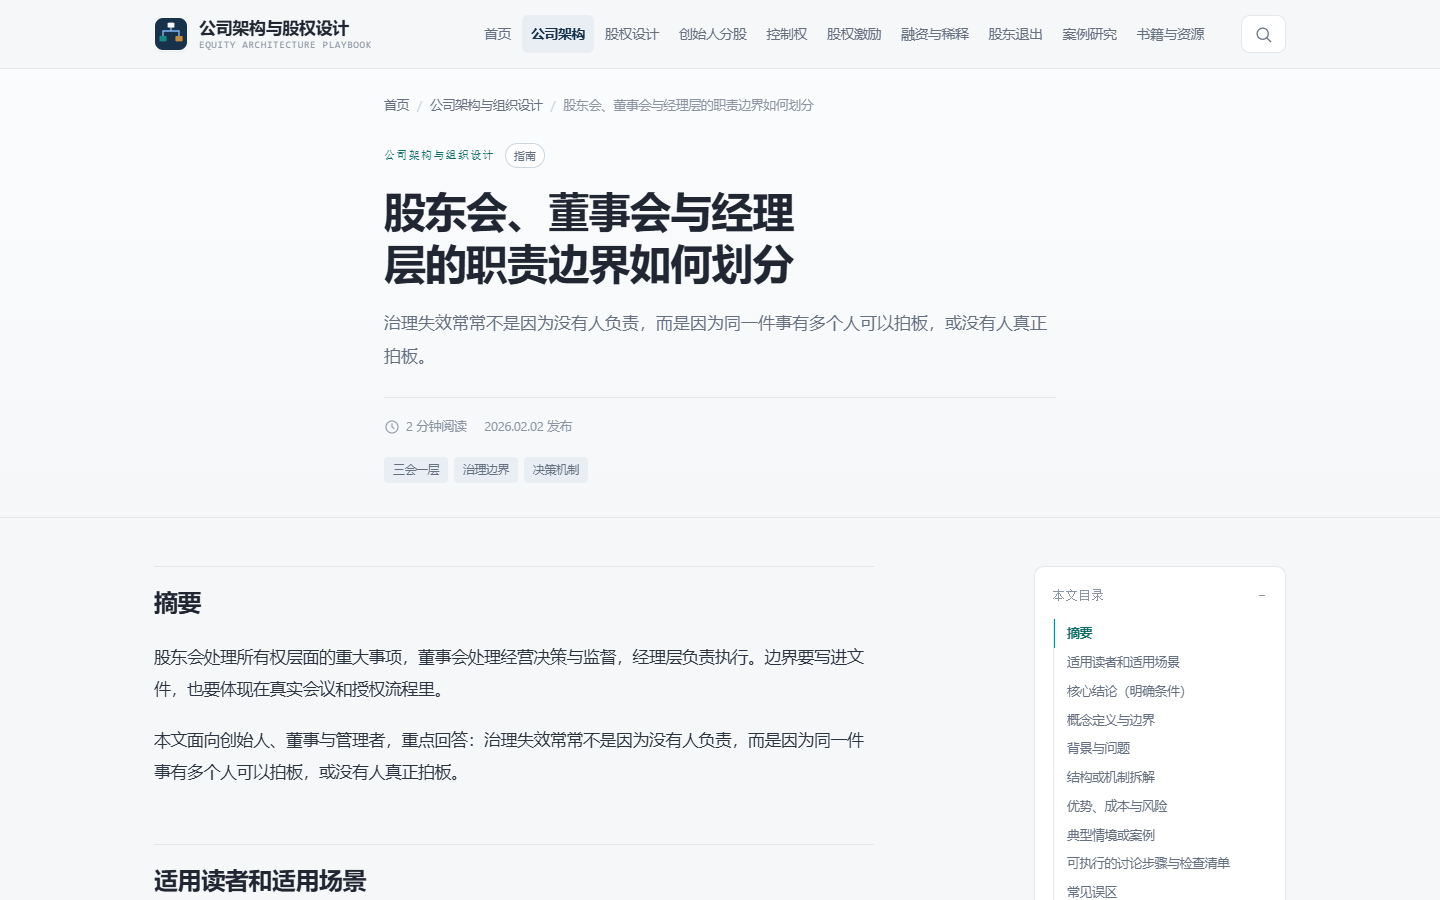 公司架构与股权设计
EQUITY ARCHITECTURE PLAYBOOK
首页 公司架构 股权设计 创始人分股 控制权 股权激励 融资与稀释 股东退出 案例研究 书籍与资源
首页 / 公司架构与组织设计 / 股东会、董事会与经理层的职责边界如何划分
公司架构与组织设计 指南
股东会、董事会与经理
层的职责边界如何划分
治理失效常常不是因为没有人负责，而是因为同一件事有多个人可以拍板，或没有人真正
拍板。
2 分钟阅读 2026.02.02 发布
三会一层 治理边界 决策机制
摘要
股东会处理所有权层面的重大事项，董事会处理经营决策与监督，经理层负责执行。边界要写进文
件，也要体现在真实会议和授权流程里。
本文面向创始人、董事与管理者，重点回答：治理失效常常不是因为没有人负责，而是因为同一件
事有多个人可以拍板，或没有人真正拍板。
适用读者和适用场景
本文目录 −
摘要
适用读者和适用场景
核心结论（明确条件）
概念定义与边界
背景与问题
结构或机制拆解
优势、成本与风险
典型情境或案例
可执行的讨论步骤与检查清单
常见误区